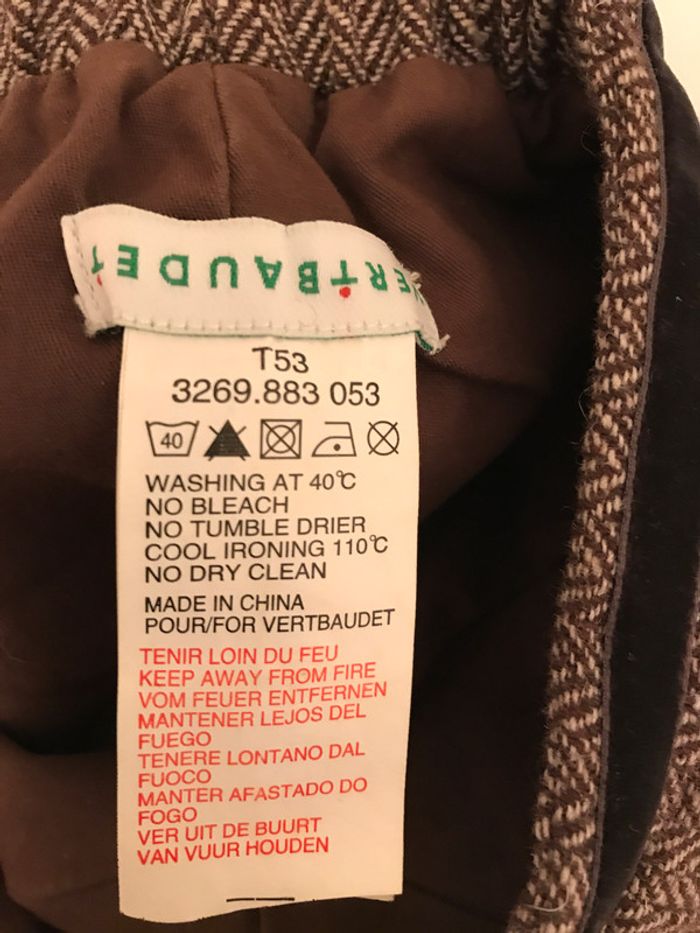 VERTBAUDET
T53
3269.883 053
40
WASHING AT 40°C
NO BLEACH
NO TUMBLE DRIER
COOL IRONING 110°C
NO DRY CLEAN
MADE IN CHINA
POUR/FOR VERTBAUDET
TENIR LOIN DU FEU
KEEP AWAY FROM FIRE
VOM FEUER ENTFERNEN
MANTENER LEJOS DEL
FUEGO
TENERE LONTANO DAL
FUOCO
MANTER AFASTADO DO
FOGO
VER UIT DE BUURT
VAN VUUR HOUDEN